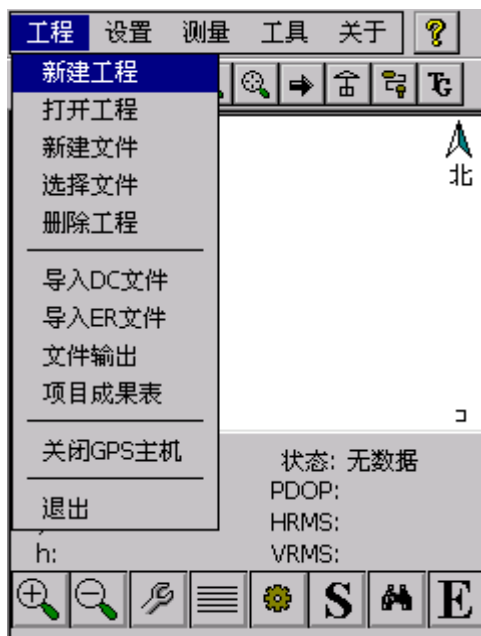 工程 设置 测量 工具 关于
新建工程
打开工程
新建文件
选择文件
删除工程
导入DC文件
导入ER文件
文件输出
项目成果表
关闭GPS主机
退出
北
状态: 无数据
PDOP:
HRMS:
h: VRMS:
S E